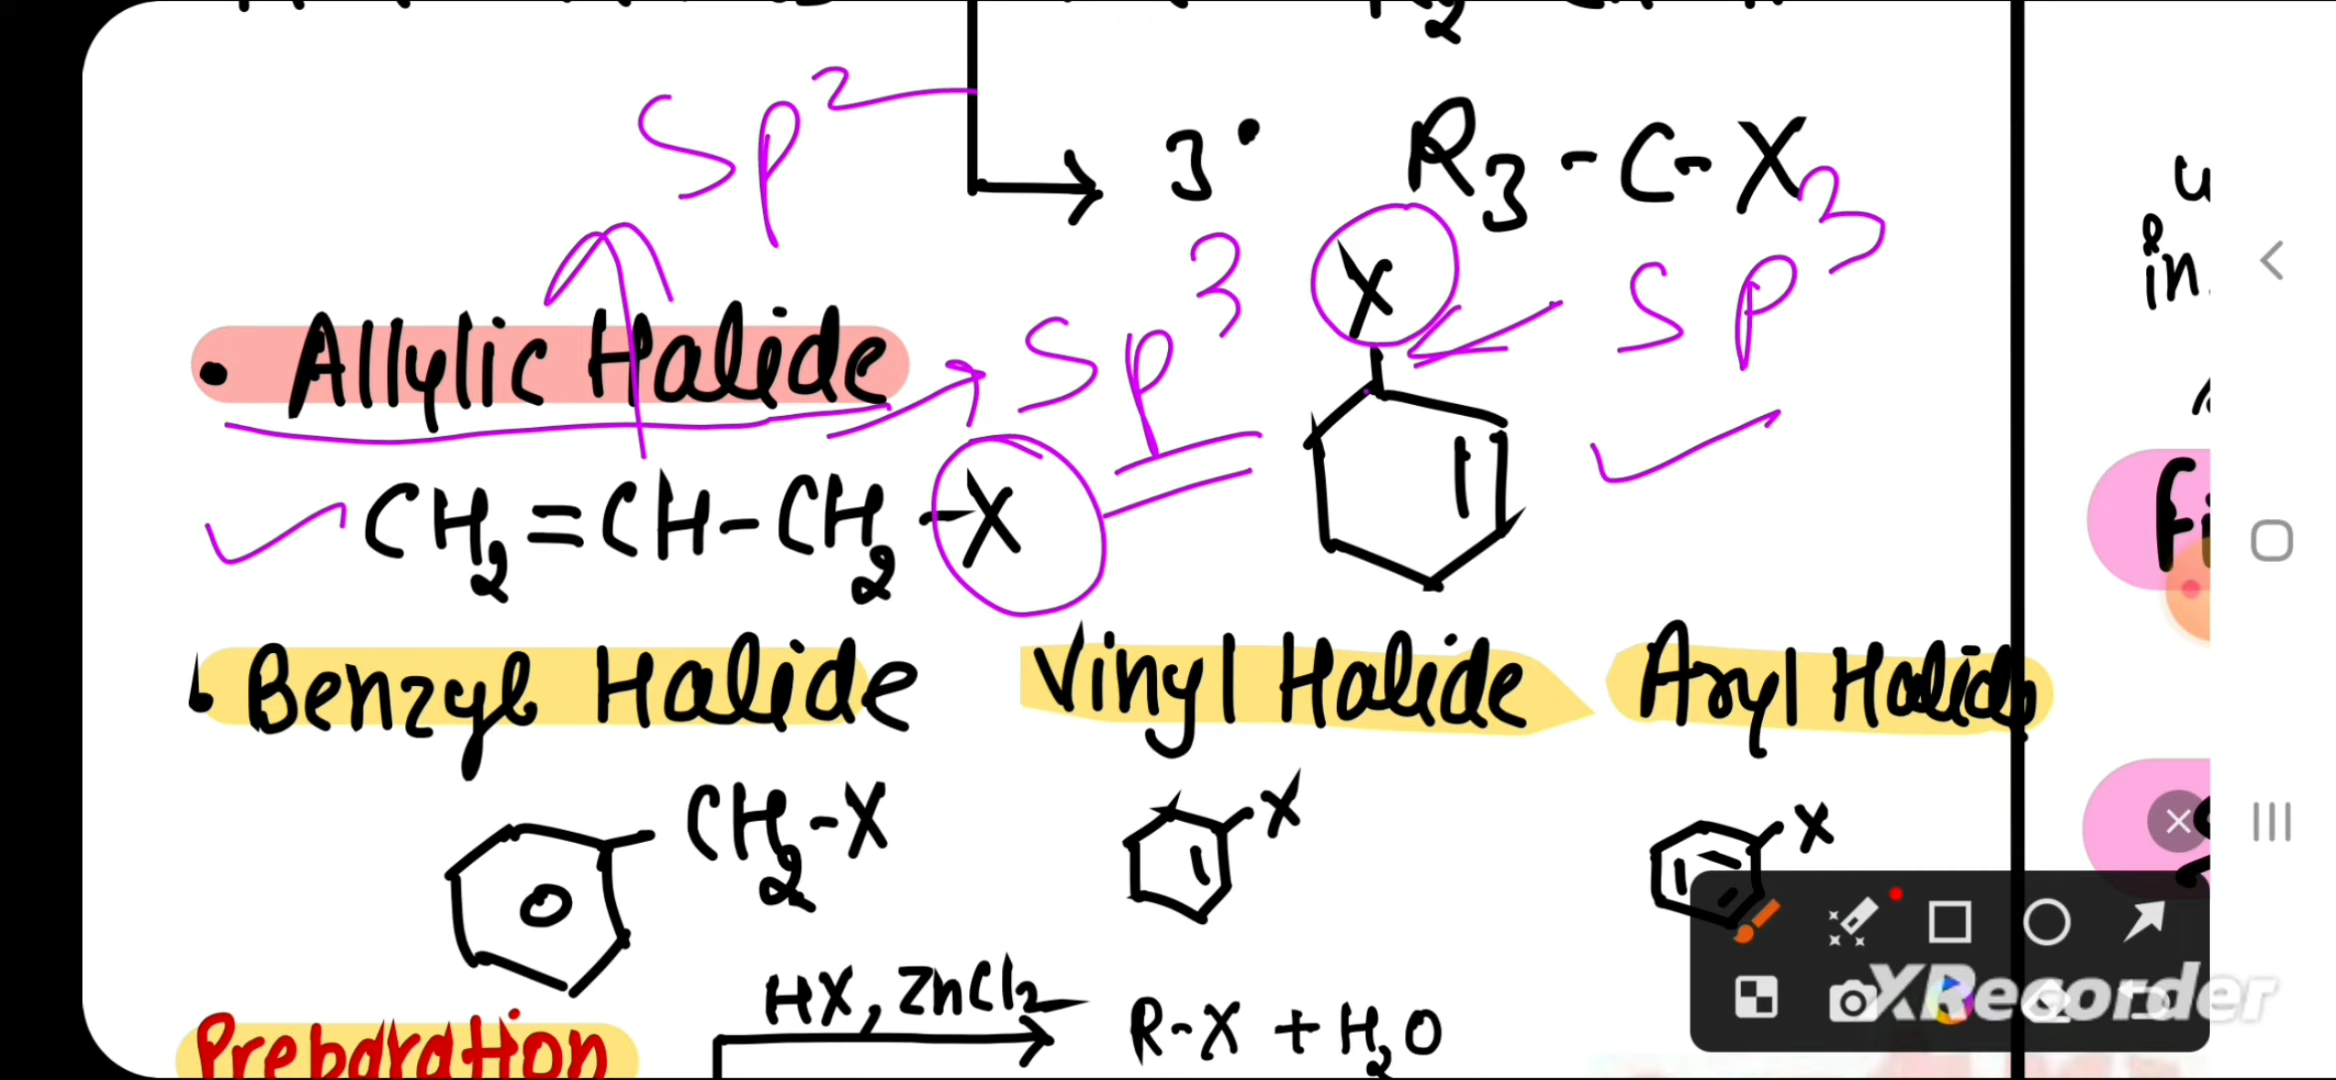 Sp²
3° R₃-C-X
Sp³
X
Sp³
• Allylic Halide
CH₂=CH-CH₂-X
• Benzyl Halide Vinyl Halide Aryl Halide
CH₂-X
X
X
HX, ZnCl₂
R-X + H₂O
Preparation
in
XRecorder